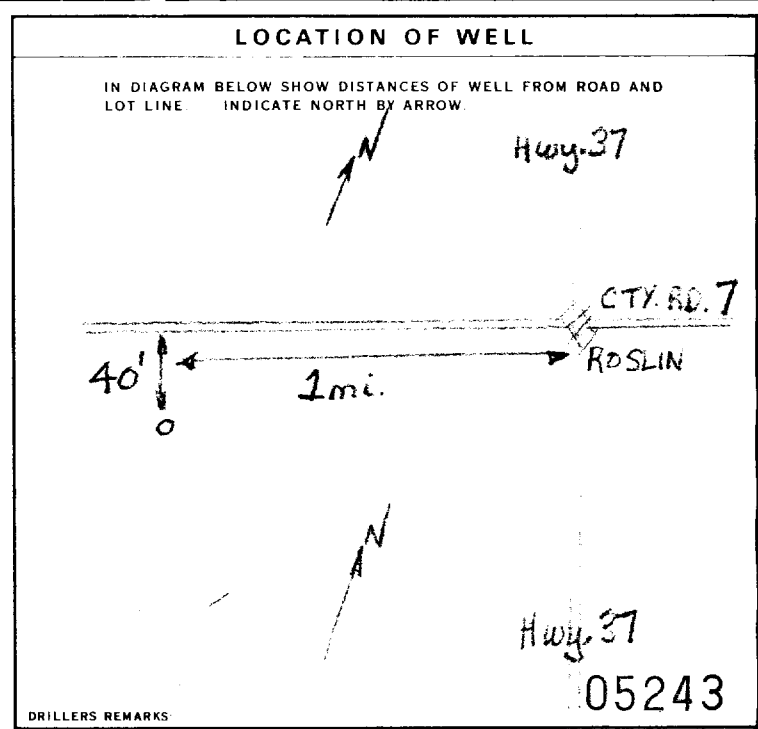 LOCATION OF WELL
IN DIAGRAM BELOW SHOW DISTANCES OF WELL FROM ROAD AND
LOT LINE. INDICATE NORTH BY ARROW.
N
Hwy.37
CTY. RD. 7
40'
1mi.
ROSLIN
N
Hwy.37
05243
DRILLERS REMARKS